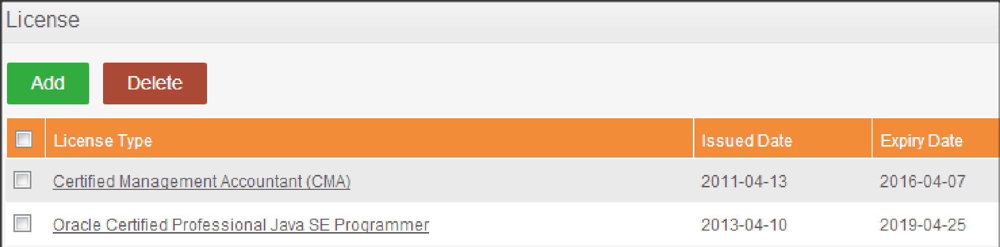 License
Add Delete
License Type Issued Date Expiry Date
Certified Management Accountant (CMA) 2011-04-13 2016-04-07
Oracle Certified Professional Java SE Programmer 2013-04-10 2019-04-25